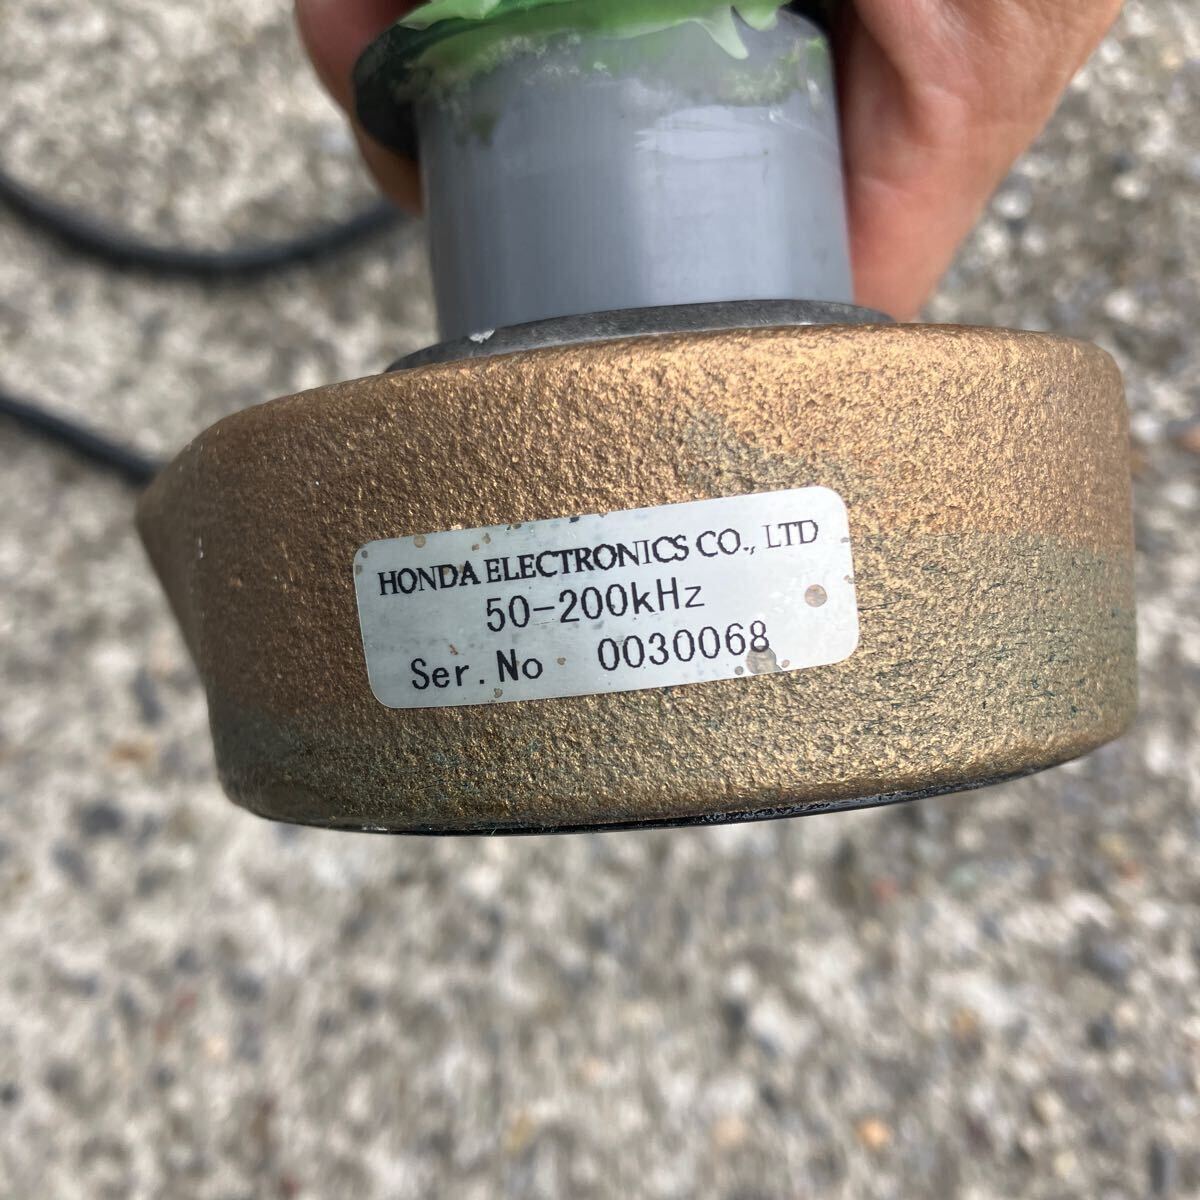 HONDA ELECTRONICS CO., LTD
50-200kHz
Ser.No 0030068